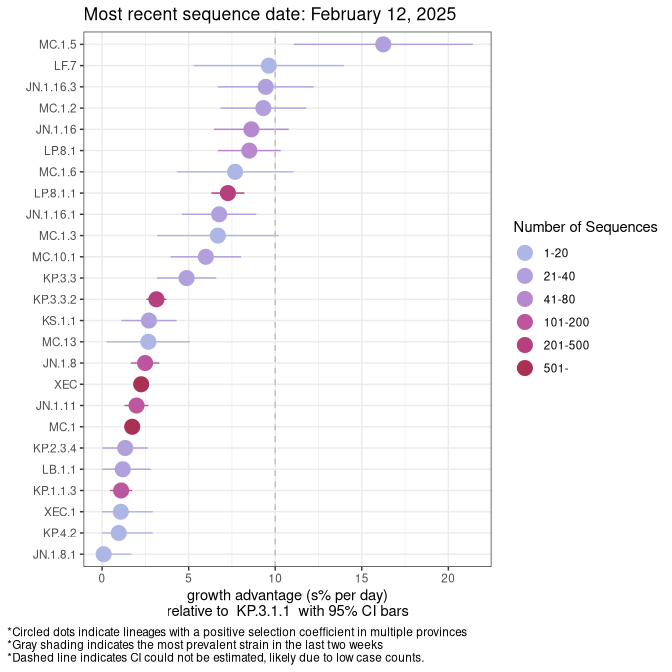 Most recent sequence date: February 12, 2025
MC.1.5
LF.7
JN.1.16.3
MC.1.2
JN.1.16
LP.8.1
MC.1.6
LP.8.1.1
JN.1.16.1
MC.1.3
MC.10.1
KP.3.3
KP.3.3.2
KS.1.1
MC.13
JN.1.8
XEC
JN.1.11
MC.1
KP.2.3.4
LB.1.1
KP.1.1.3
XEC.1
KP.4.2
JN.1.8.1
0 5 10 15 20
growth advantage (s% per day)
relative to KP.3.1.1 with 95% CI bars
Number of Sequences
1-20
21-40
41-80
101-200
201-500
501-
*Circled dots indicate lineages with a positive selection coefficient in multiple provinces
*Gray shading indicates the most prevalent strain in the last two weeks
*Dashed line indicates CI could not be estimated, likely due to low case counts.